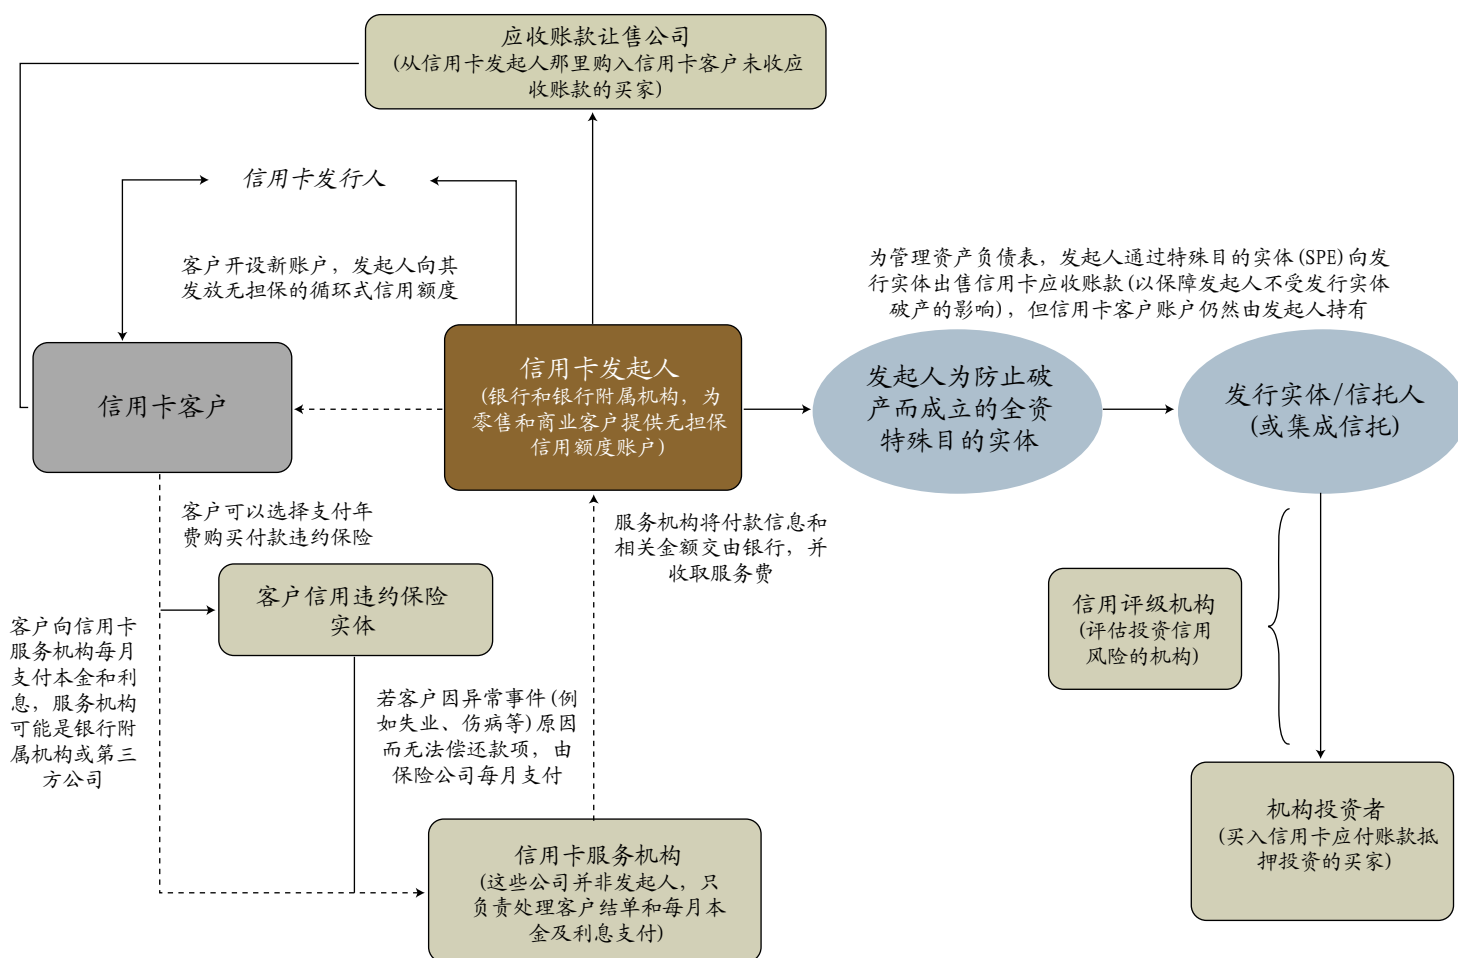 应收账款让售公司
(从信用卡发起人那里购入信用卡客户未收应
收账款的买家)
信用卡发行人
客户开设新账户，发起人向其
发放无担保的循环式信用额度
为管理资产负债表，发起人通过特殊目的实体(SPE)向发
行实体出售信用卡应收账款(以保障发起人不受发行实体
破产的影响)，但信用卡客户账户仍然由发起人持有
信用卡客户
信用卡发起人
(银行和银行附属机构，为
零售和商业客户提供无担保
信用额度账户)
发起人为防止破
产而成立的全资
特殊目的实体
发行实体/信托人
(或集成信托)
客户可以选择支付年
费购买付款违约保险
服务机构将付款信息和
相关金额交由银行，并
收取服务费
客户信用违约保险
实体
信用评级机构
(评估投资信用
风险的机构)
客户向信用卡
服务机构每月
支付本金和利
息，服务机构
可能是银行附
属机构或第三
方公司
若客户因异常事件(例
如失业、伤病等)原因
而无法偿还款项，由
保险公司每月支付
机构投资者
(买入信用卡应付账款抵
押投资的买家)
信用卡服务机构
(这些公司并非发起人，只
负责处理客户结单和每月本
金及利息支付)